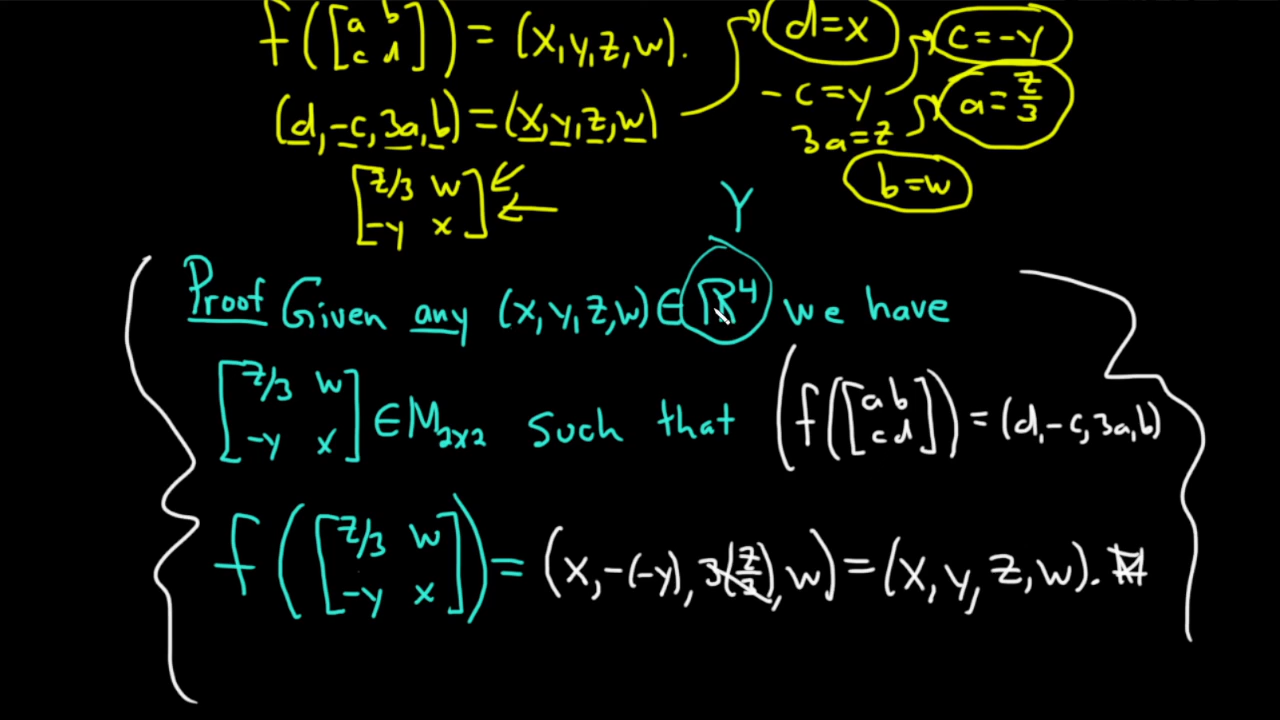 f([a b c d]) = (x, y, z, w). d = x c = -y
-c = y a = z/3
(d, -c, 3a, b) = (x, y, z, w) 3a = z
[z/3 w -y x] b = w
Y
Proof Given any (x, y, z, w) ∈ ℝ⁴ we have
[z/3 w -y x] ∈ M₂ₓ₂ such that (f([a b c d]) = (d, -c, 3a, b)
f([z/3 w -y x]) = (x, -(-y), 3(z/3), w) = (x, y, z, w).